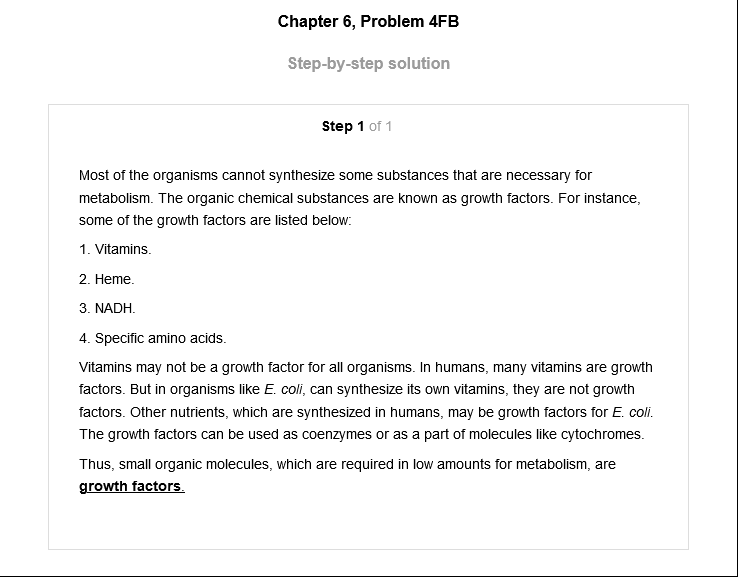 Chapter 6, Problem 4FB
Step-by-step solution
Step 1 of 1
Most of the organisms cannot synthesize some substances that are necessary for
metabolism. The organic chemical substances are known as growth factors. For instance,
some of the growth factors are listed below:
1. Vitamins.
2. Heme.
3. NADH.
4. Specific amino acids.
Vitamins may not be a growth factor for all organisms. In humans, many vitamins are growth
factors. But in organisms like E. coli, can synthesize its own vitamins, they are not growth
factors. Other nutrients, which are synthesized in humans, may be growth factors for E. coli.
The growth factors can be used as coenzymes or as a part of molecules like cytochromes.
Thus, small organic molecules, which are required in low amounts for metabolism, are
growth factors.